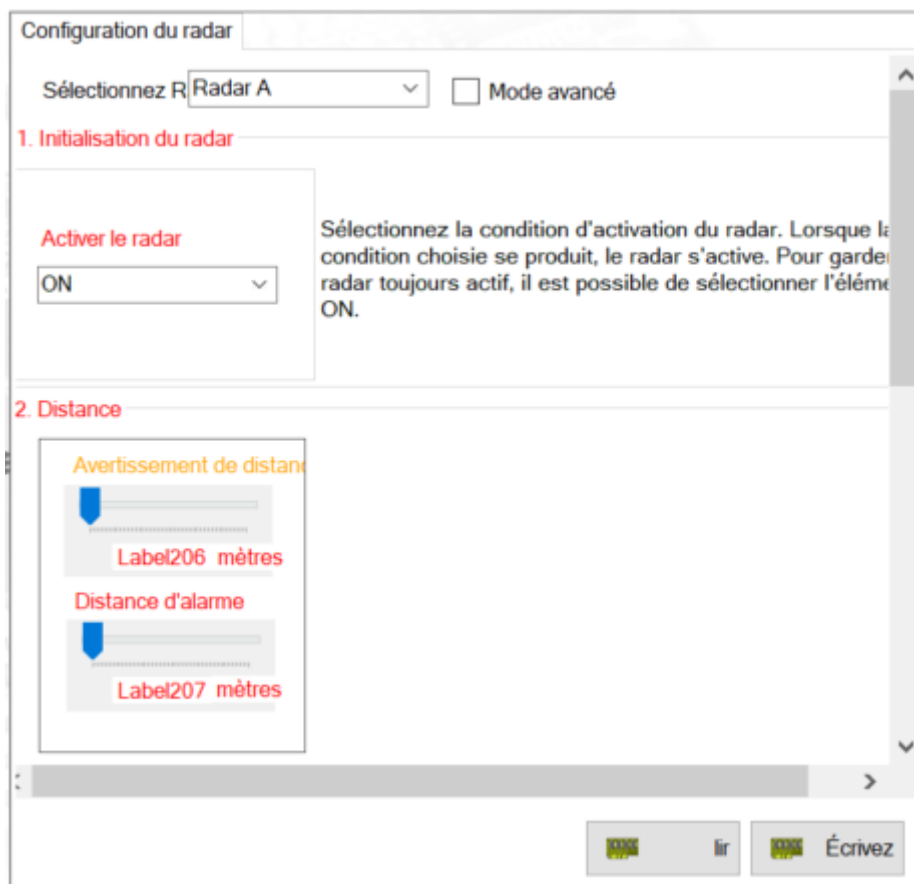 Configuration du radar
Sélectionnez R Radar A Mode avancé
1. Initialisation du radar
Activer le radar
ON
Sélectionnez la condition d'activation du radar. Lorsque la
condition choisie se produit, le radar s'active. Pour garder
radar toujours actif, il est possible de sélectionner l'éléme
ON.
2. Distance
Avertissement de distan
Label206 mètres
Distance d'alarme
Label207 mètres
lir
Écrivez